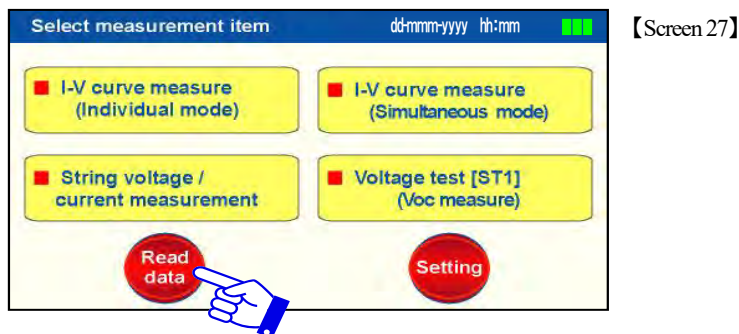 Select measurement item dd-mmm-yyyy hh:mm
【Screen 27】
I-V curve measure
(Individual mode)
I-V curve measure
(Simultaneous mode)
String voltage /
current measurement
Voltage test [ST1]
(Voc measure)
Read
data
Setting